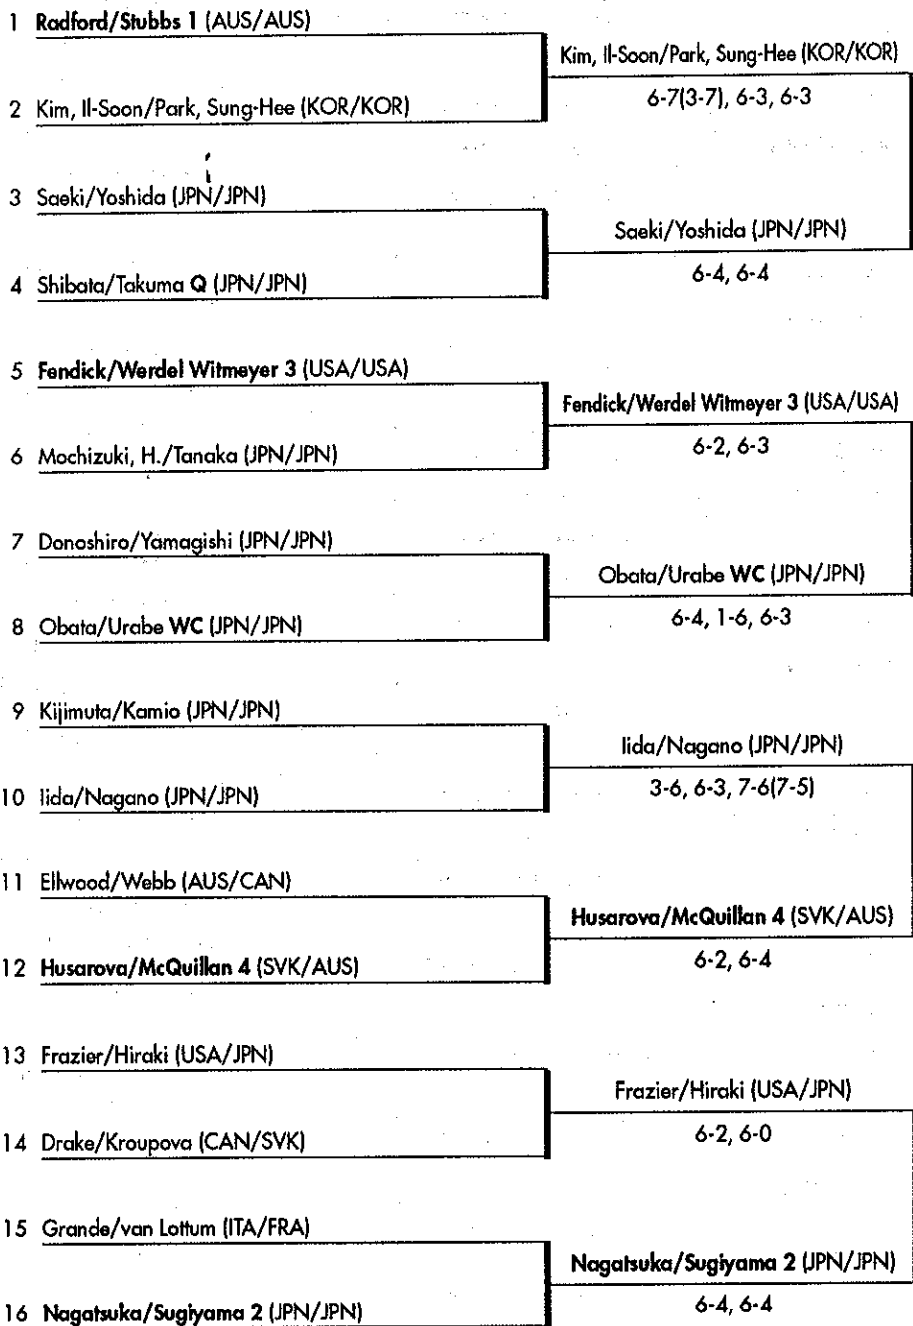 1 Radford/Stubbs 1 (AUS/AUS)
Kim, Il-Soon/Park, Sung-Hee (KOR/KOR)
6-7(3-7), 6-3, 6-3
2 Kim, Il-Soon/Park, Sung-Hee (KOR/KOR)
3 Saeki/Yoshida (JPN/JPN)
Saeki/Yoshida (JPN/JPN)
6-4, 6-4
4 Shibata/Takuma Q (JPN/JPN)
5 Fendick/Werdel Witmeyer 3 (USA/USA)
Fendick/Werdel Witmeyer 3 (USA/USA)
6-2, 6-3
6 Mochizuki, H./Tanaka (JPN/JPN)
7 Donoshiro/Yamagishi (JPN/JPN)
Obata/Urabe WC (JPN/JPN)
6-4, 1-6, 6-3
8 Obata/Urabe WC (JPN/JPN)
9 Kijimuta/Kamio (JPN/JPN)
Iida/Nagano (JPN/JPN)
3-6, 6-3, 7-6(7-5)
10 Iida/Nagano (JPN/JPN)
11 Ellwood/Webb (AUS/CAN)
Husarova/McQuillan 4 (SVK/AUS)
6-2, 6-4
12 Husarova/McQuillan 4 (SVK/AUS)
13 Frazier/Hiraki (USA/JPN)
Frazier/Hiraki (USA/JPN)
6-2, 6-0
14 Drake/Kroupova (CAN/SVK)
15 Grande/van Lottum (ITA/FRA)
Nagatsuka/Sugiyama 2 (JPN/JPN)
6-4, 6-4
16 Nagatsuka/Sugiyama 2 (JPN/JPN)